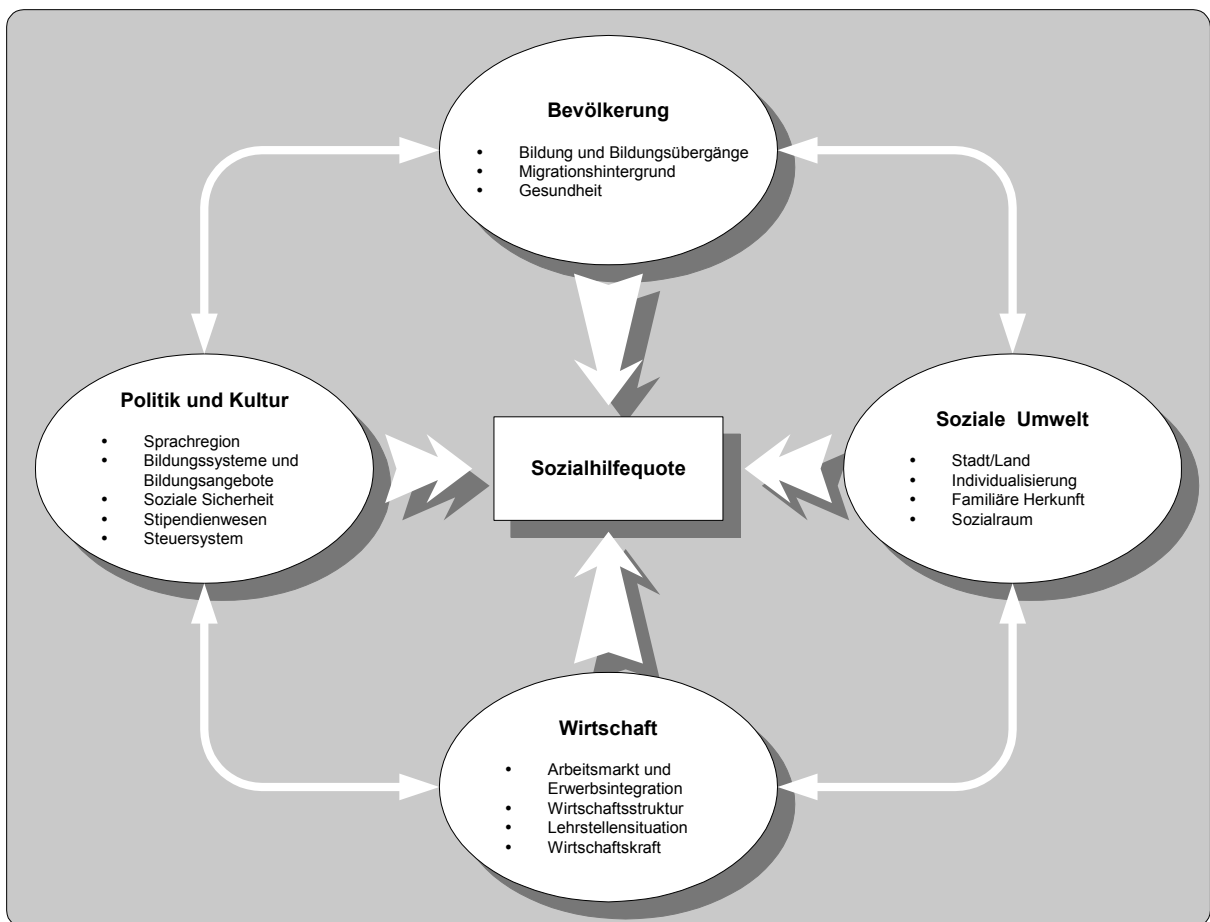 Bevölkerung
• Bildung und Bildungsübergänge
• Migrationshintergrund
• Gesundheit
Politik und Kultur
• Sprachregion
• Bildungssysteme und
Bildungsangebote
• Soziale Sicherheit
• Stipendienwesen
• Steuersystem
Sozialhilfequote
Soziale Umwelt
• Stadt/Land
• Individualisierung
• Familiäre Herkunft
• Sozialraum
Wirtschaft
• Arbeitsmarkt und
Erwerbsintegration
• Wirtschaftsstruktur
• Lehrstellensituation
• Wirtschaftskraft